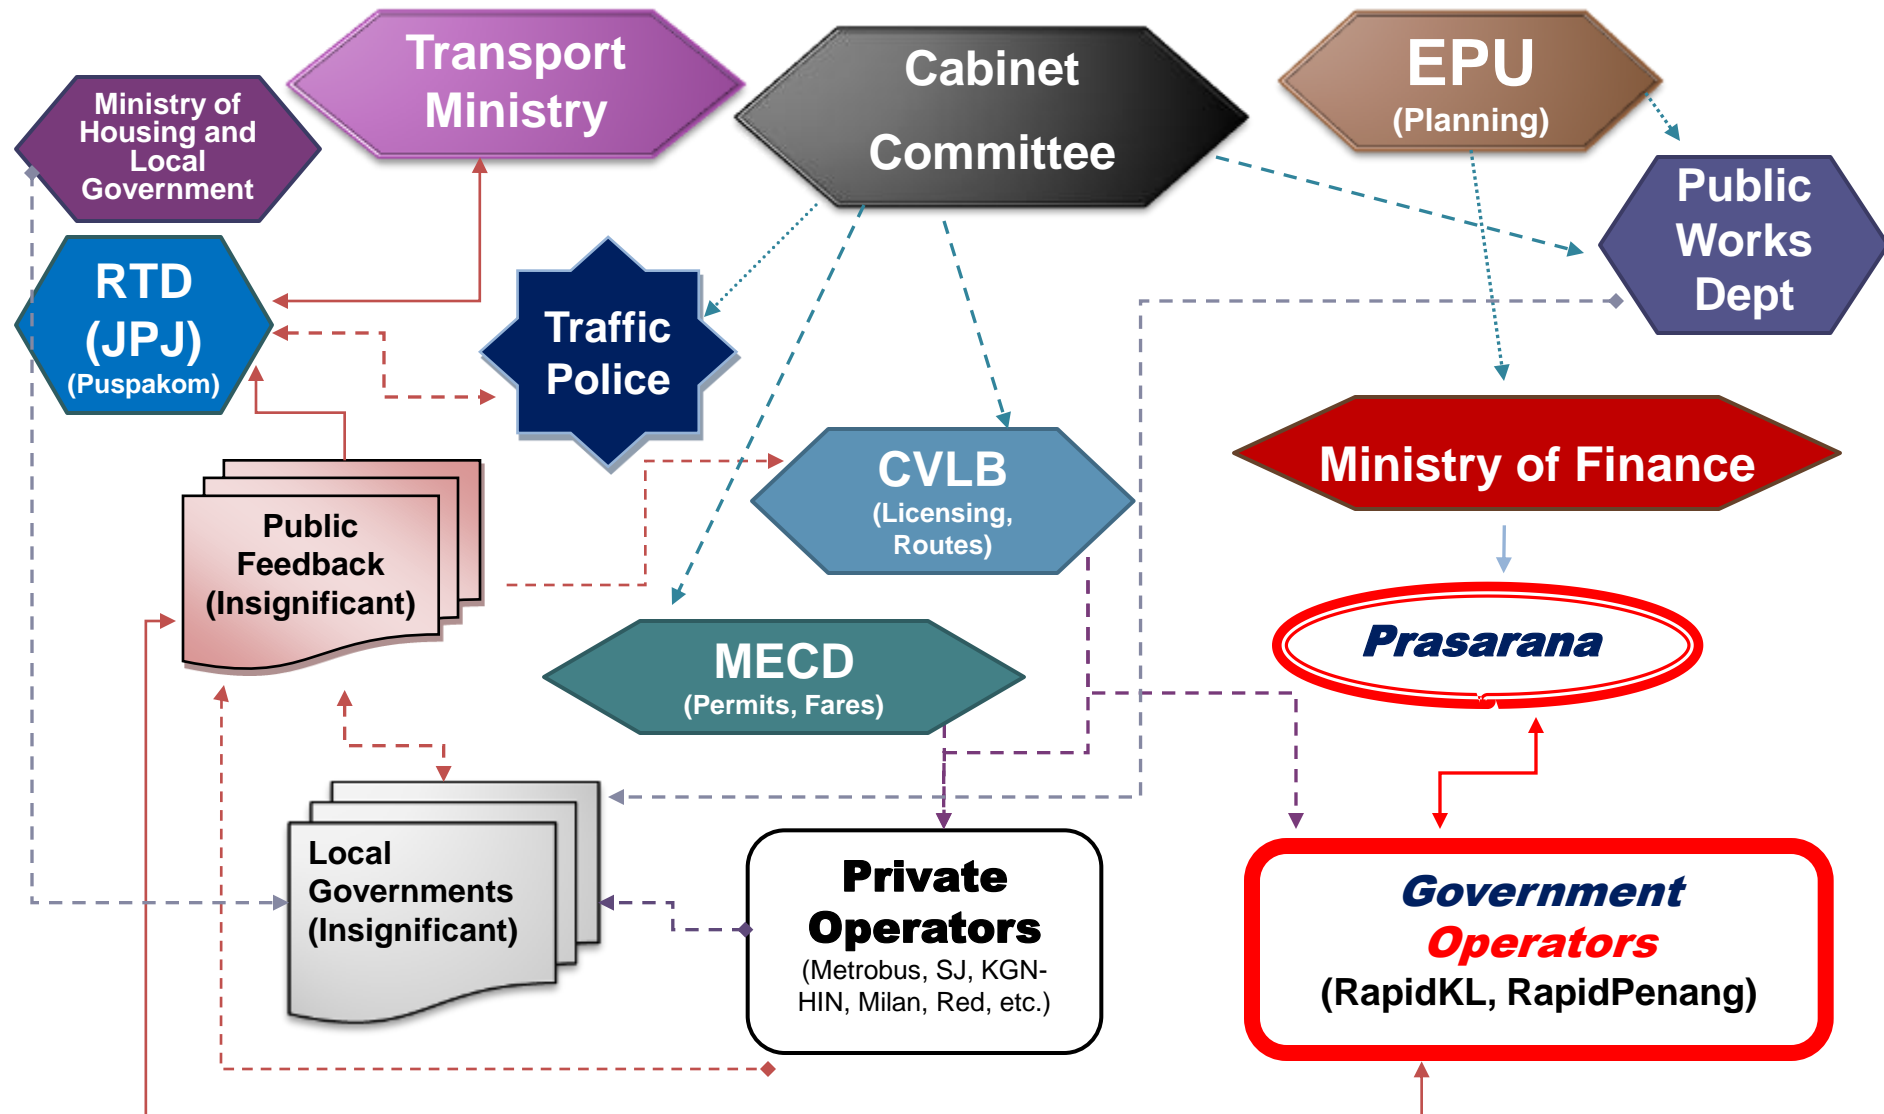 Transport
Ministry
Cabinet
Committee
EPU
(Planning)
Ministry of
Housing and
Local
Government
Public
Works
Dept
RTD
(JPJ)
(Puspakom)
Traffic
Police
CVLB
(Licensing,
Routes)
Ministry of Finance
Public
Feedback
(Insignificant)
MECD
(Permits, Fares)
Prasarana
Local
Governments
(Insignificant)
Private
Operators
(Metrobus, SJ, KGN-
HIN, Milan, Red, etc.)
Government
Operators
(RapidKL, RapidPenang)